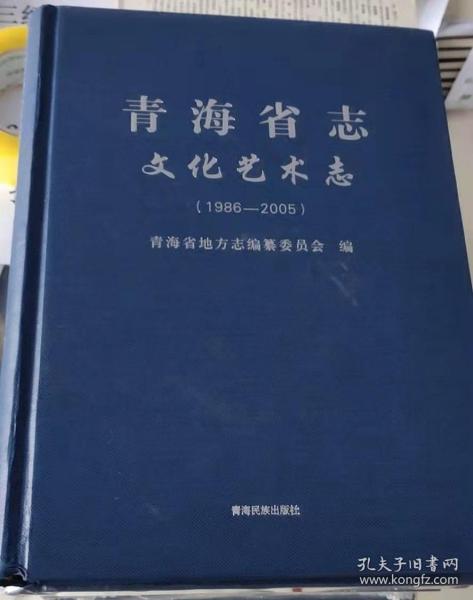 青海省志
文化艺术志
（1986—2005）
青海省地方志编纂委员会 编
青海民族出版社
孔夫子旧书网
www.kongfz.com